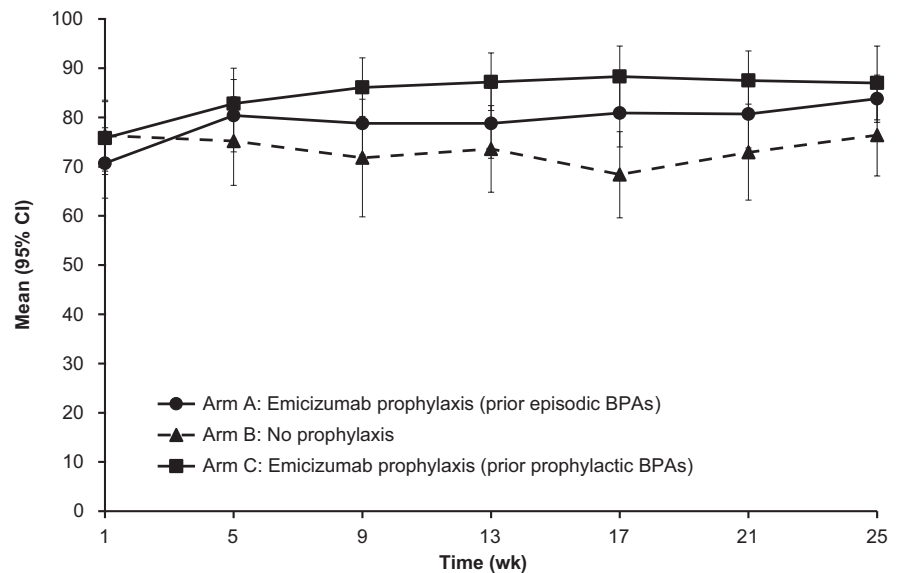 100
90
80
70
60
50
40
30
20
10
0
Mean (95% CI)
Arm A: Emicizumab prophylaxis (prior episodic BPAs)
Arm B: No prophylaxis
Arm C: Emicizumab prophylaxis (prior prophylactic BPAs)
1 5 9 13 17 21 25
Time (wk)